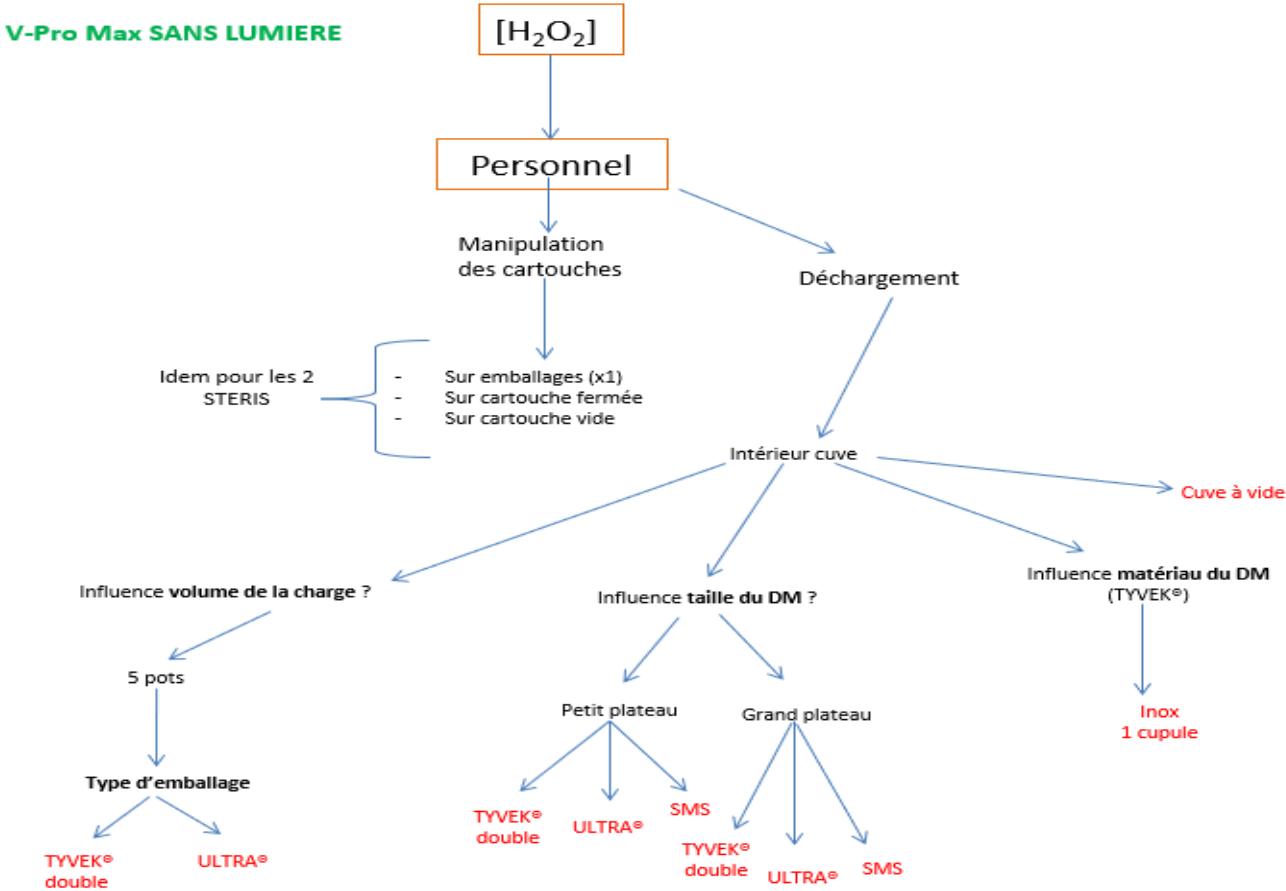 V-Pro Max SANS LUMIERE
[H₂O₂]
Personnel
Manipulation
des cartouches
Déchargement
Idem pour les 2
STERIS
- Sur emballages (x1)
- Sur cartouche fermée
- Sur cartouche vide
Intérieur cuve
Cuve à vide
Influence volume de la charge ?
Influence taille du DM ?
Influence matériau du DM
(TYVEK®)
5 pots
Petit plateau
Grand plateau
Inox
1 cupule
Type d’emballage
TYVEK®
double
ULTRA®
TYVEK®
double
ULTRA®
SMS
TYVEK®
double
ULTRA®
SMS